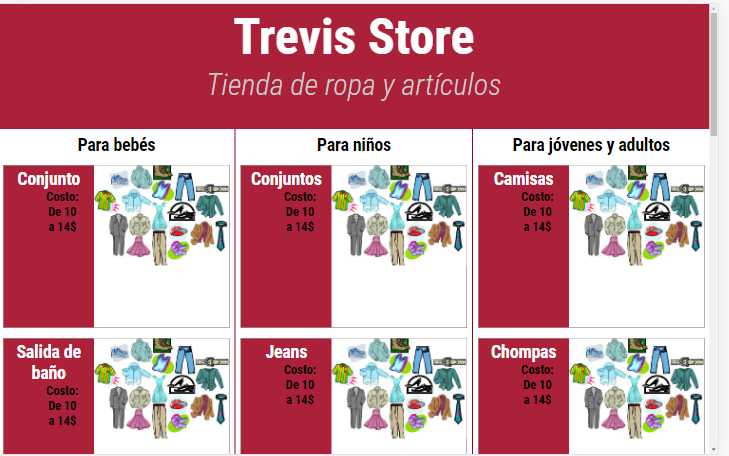 Trevis Store
Tienda de ropa y artículos
Para bebés
Para niños
Para jóvenes y adultos
Conjunto
Costo:
De 10
a 14$
Conjuntos
Costo:
De 10
a 14$
Camisas
Costo:
De 10
a 14$
Salida de
baño
Costo:
De 10
a 14$
Jeans
Costo:
De 10
a 14$
Chompas
Costo:
De 10
a 14$